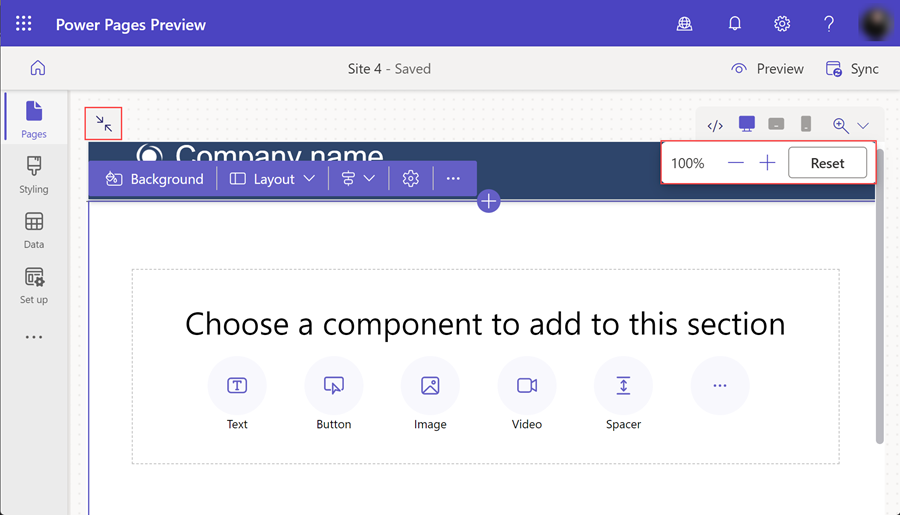 Power Pages Preview
?
Site 4 - Saved
Preview
Sync
Pages
Styling
Data
Set up
</>
100%
Reset
Company name
Background
Layout
Choose a component to add to this section
Text
Button
Image
Video
Spacer